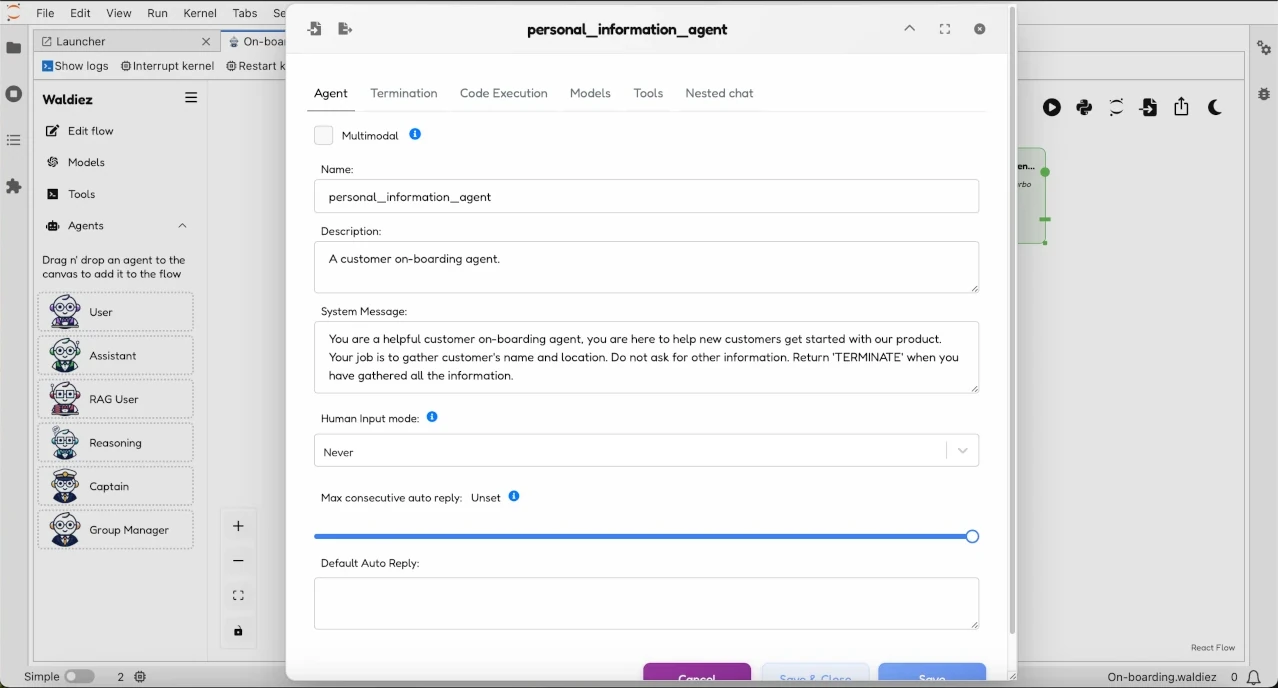 File Edit View Run Kernel Tabs Se
personal_information_agent
Launcher
On-boar
Show logs Interrupt kernel Restart k
Waldiez
Agent Termination Code Execution Models Tools Nested chat
Edit flow
Multimodal
Models
Name:
personal_information_agent
Tools
Description:
Agents
A customer on-boarding agent.
Drag n' drop an agent to the
canvas to add it to the flow
System Message:
User
You are a helpful customer on-boarding agent, you are here to help new customers get started with our product.
Your job is to gather customer's name and location. Do not ask for other information. Return 'TERMINATE' when you
have gathered all the information.
Assistant
RAG User
Human Input mode:
Reasoning
Never
Captain
Max consecutive auto reply: Unset
Group Manager
Default Auto Reply:
Cancel Save & Close Save
en...
rbo
React Flow
Simple 2
On-boarding.waldiez 0